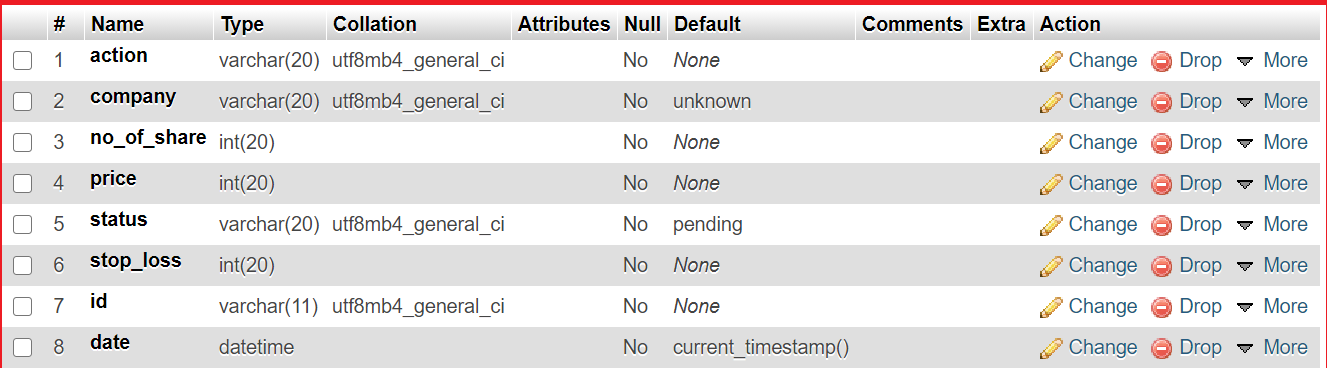 # Name Type Collation Attributes Null Default Comments Extra Action
1 action varchar(20) utf8mb4_general_ci No None Change Drop More
2 company varchar(20) utf8mb4_general_ci No unknown Change Drop More
3 no_of_share int(20) No None Change Drop More
4 price int(20) No None Change Drop More
5 status varchar(20) utf8mb4_general_ci No pending Change Drop More
6 stop_loss int(20) No None Change Drop More
7 id varchar(11) utf8mb4_general_ci No None Change Drop More
8 date datetime No current_timestamp() Change Drop More